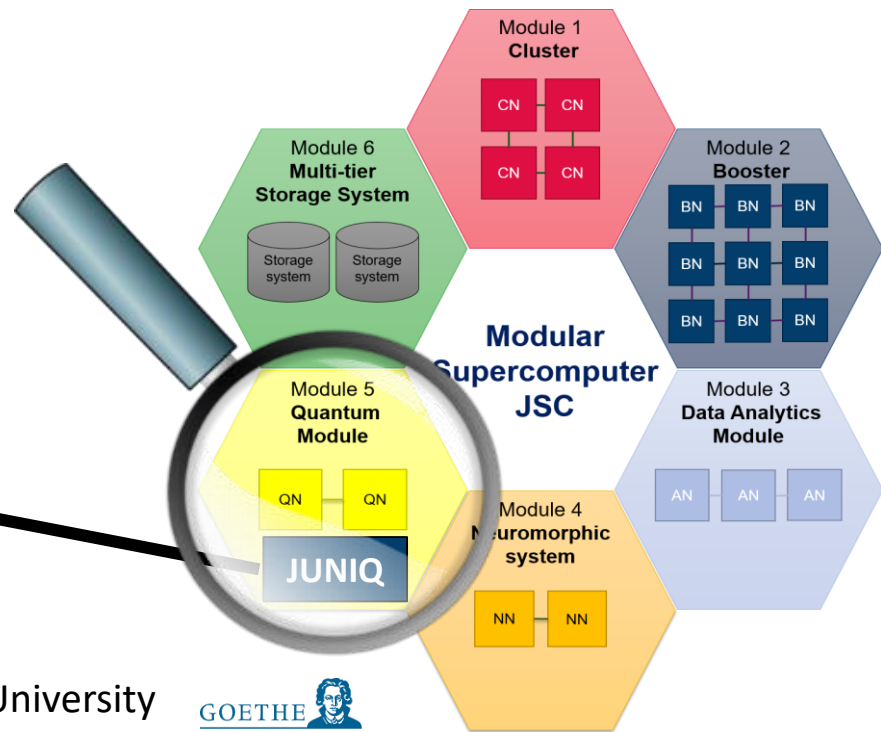 Module 1
Cluster
CN
CN
CN
CN
Module 6
Multi-tier
Storage System
Storage
system
Storage
system
Module 2
Booster
BN
BN
BN
BN
BN
BN
BN
BN
BN
Modular
Supercomputer
JSC
Module 5
Quantum
Module
QN
QN
JUNIQ
Module 3
Data Analytics
Module
AN
AN
AN
Module 4
Neuromorphic
system
NN
NN
University
GOETHE